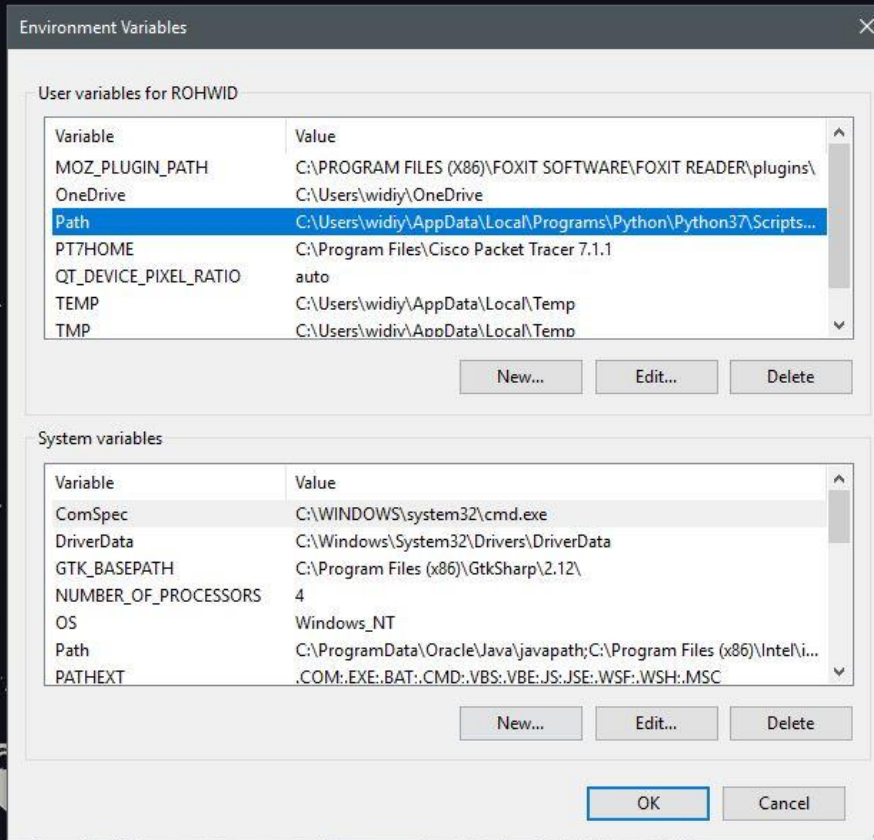 Environment Variables
User variables for ROHWID
Variable Value
MOZ_PLUGIN_PATH C:\PROGRAM FILES (X86)\FOXIT SOFTWARE\FOXIT READER\plugins\
OneDrive C:\Users\widiy\OneDrive
Path C:\Users\widiy\AppData\Local\Programs\Python\Python37\Scripts...
PT7HOME C:\Program Files\Cisco Packet Tracer 7.1.1
QT_DEVICE_PIXEL_RATIO auto
TEMP C:\Users\widiy\AppData\Local\Temp
TMP C:\Users\widiy\AppData\Local\Temp
New... Edit... Delete
System variables
Variable Value
ComSpec C:\WINDOWS\system32\cmd.exe
DriverData C:\Windows\System32\Drivers\DriverData
GTK_BASEPATH C:\Program Files (x86)\GtkSharp\2.12\
NUMBER_OF_PROCESSORS 4
OS Windows_NT
Path C:\ProgramData\Oracle\Java\javapath;C:\Program Files (x86)\Intel\i...
PATHEXT .COM;.EXE;.BAT;.CMD;.VBS;.VBE;.JS;.JSE;.WSF;.WSH;.MSC
New... Edit... Delete
OK Cancel